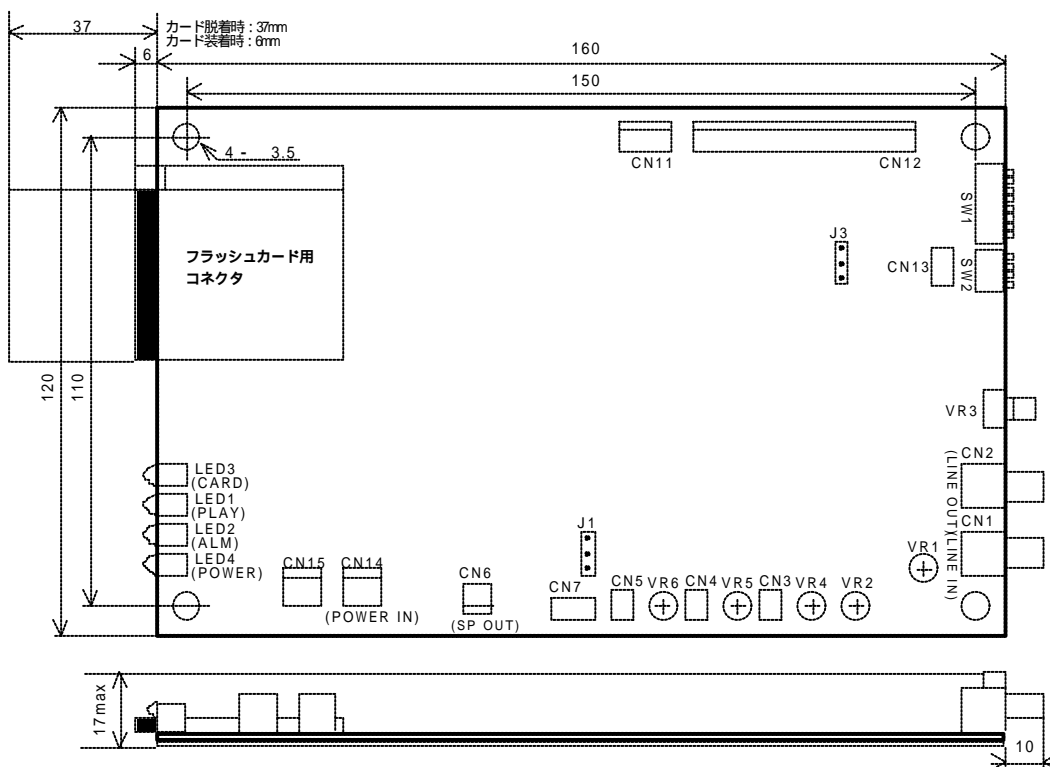 37
カード脱着時：37mm
カード装着時：6mm
6
160
150
4 - 3.5
CN11
CN12
SW1
J3
CN13
SW2
フラッシュカード用
コネクタ
120
110
VR3
CN2
(LINE OUT)
LED3
(CARD)
LED1
(PLAY)
LED2
(ALM)
LED4
(POWER)
CN1
(LINE IN)
J1
VR1
CN15
CN14
(POWER IN)
CN6
(SP OUT)
CN7
CN5
VR6
CN4
VR5
CN3
VR4
VR2
17max
10